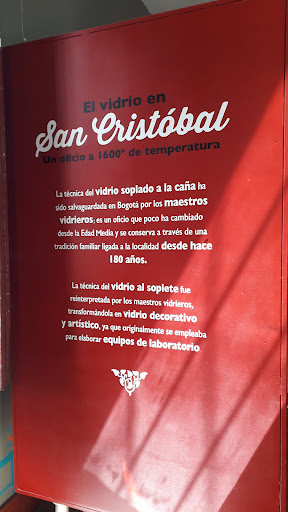 El vidrio en
San Cristóbal
Un oficio a 1600° de temperatura
La técnica del vidrio soplado a la caña ha
sido salvaguardada en Bogotá por los maestros
vidrieros; es un oficio que poco ha cambiado
desde la Edad Media y se conserva a través de una
tradición familiar ligada a la localidad desde hace
180 años.
La técnica del vidrio al soplete fue
reinterpretada por los maestros vidrieros,
transformándola en vidrio decorativo
y artístico, ya que originalmente se empleaba
para elaborar equipos de laboratorio